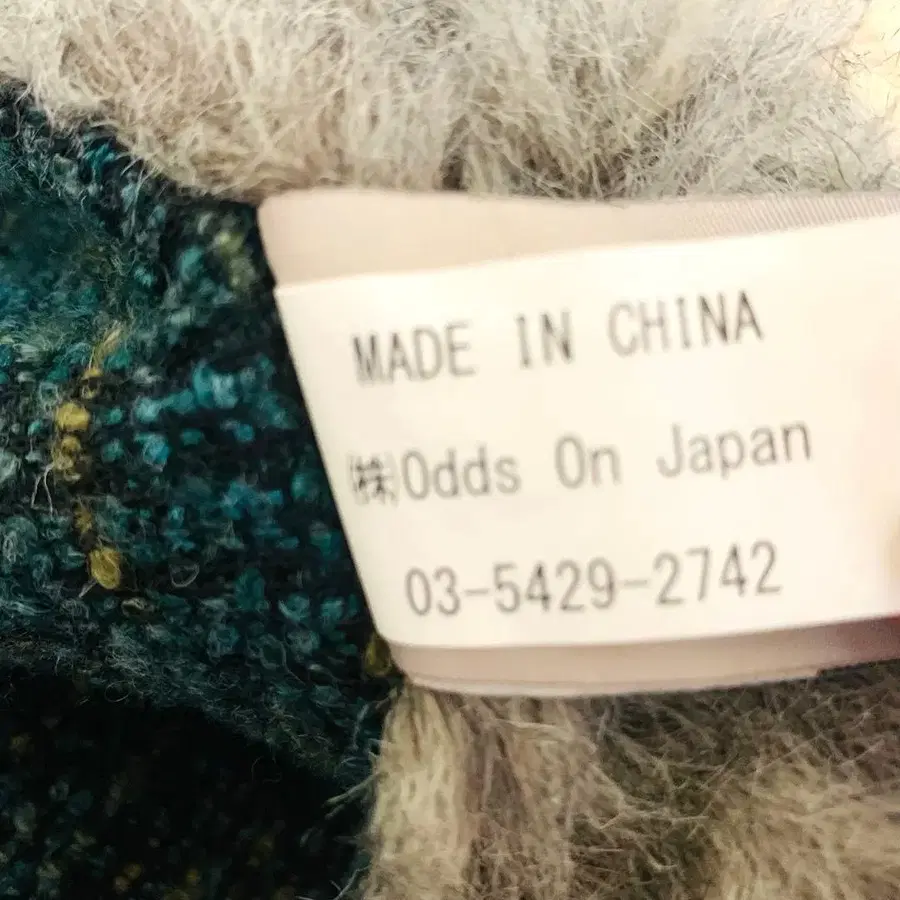 MADE IN CHINA
㈱Odds On Japan
03-5429-2742